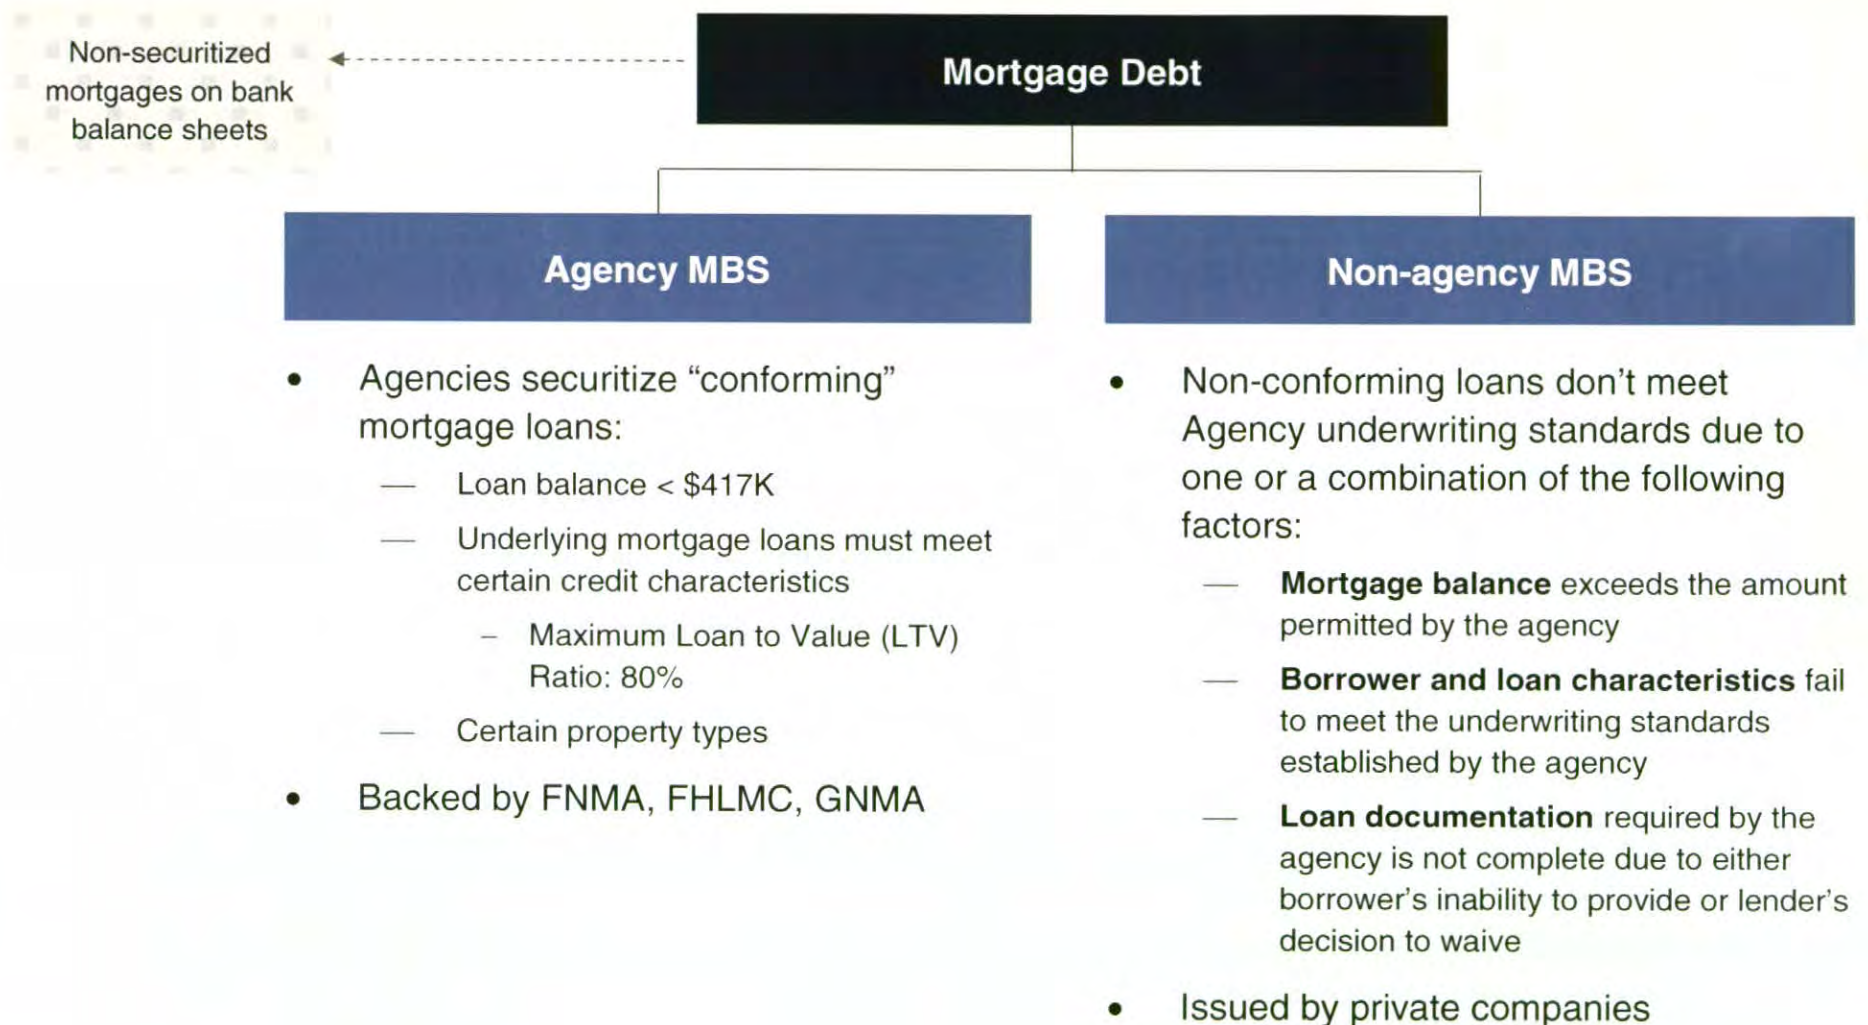 Non-securitized
mortgages on bank
balance sheets
Mortgage Debt
Agency MBS
• Agencies securitize “conforming”
mortgage loans:
— Loan balance < $417K
— Underlying mortgage loans must meet
certain credit characteristics
– Maximum Loan to Value (LTV)
Ratio: 80%
— Certain property types
• Backed by FNMA, FHLMC, GNMA
Non-agency MBS
• Non-conforming loans don’t meet
Agency underwriting standards due to
one or a combination of the following
factors:
— Mortgage balance exceeds the amount
permitted by the agency
— Borrower and loan characteristics fail
to meet the underwriting standards
established by the agency
— Loan documentation required by the
agency is not complete due to either
borrower’s inability to provide or lender’s
decision to waive
• Issued by private companies